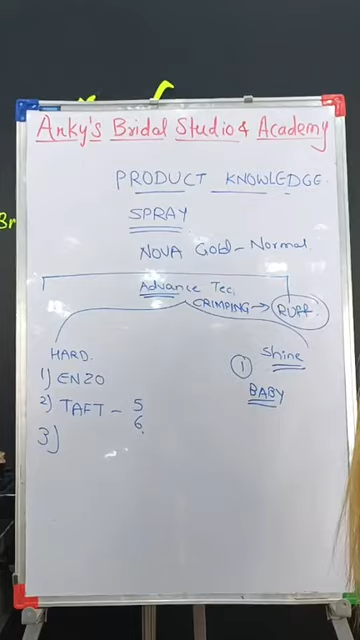 Anky's Bridal Studio & Academy
PRODUCT KNOWLEDGE
SPRAY
NOVA Gold - Normal
Advance Tec.
CRIMPING → RUFF
HARD.
1) ENZO
2) TAFT - 5
6
3)
Shine
1
BABY